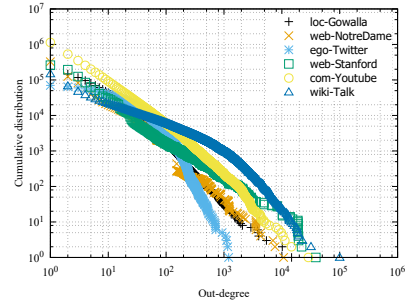 10^7
10^6
10^5
10^4
10^3
10^2
10^1
10^0
Cumulative distribution
loc-Gowalla
web-NotreDame
ego-Twitter
web-Stanford
com-Youtube
wiki-Talk
10^0 10^1 10^2 10^3 10^4 10^5 10^6
Out-degree